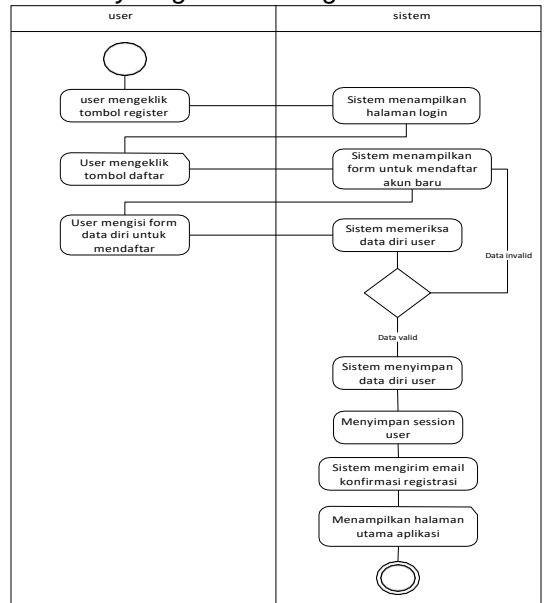 user
sistem
user mengeklik
tombol register
Sistem menampilkan
halaman login
User mengeklik
tombol daftar
Sistem menampilkan
form untuk mendaftar
akun baru
User mengisi form
data diri untuk
mendaftar
Sistem memeriksa
data diri user
Data invalid
Data valid
Sistem menyimpan
data diri user
Menyimpan session
user
Sistem mengirim email
konfirmasi registrasi
Menampilkan halaman
utama aplikasi